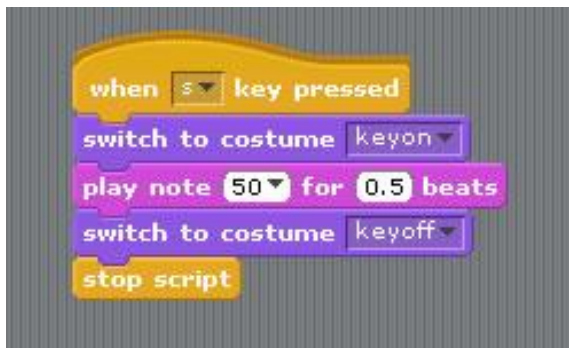 when s key pressed
switch to costume keyon
play note 50 for 0.5 beats
switch to costume keyoff
stop script